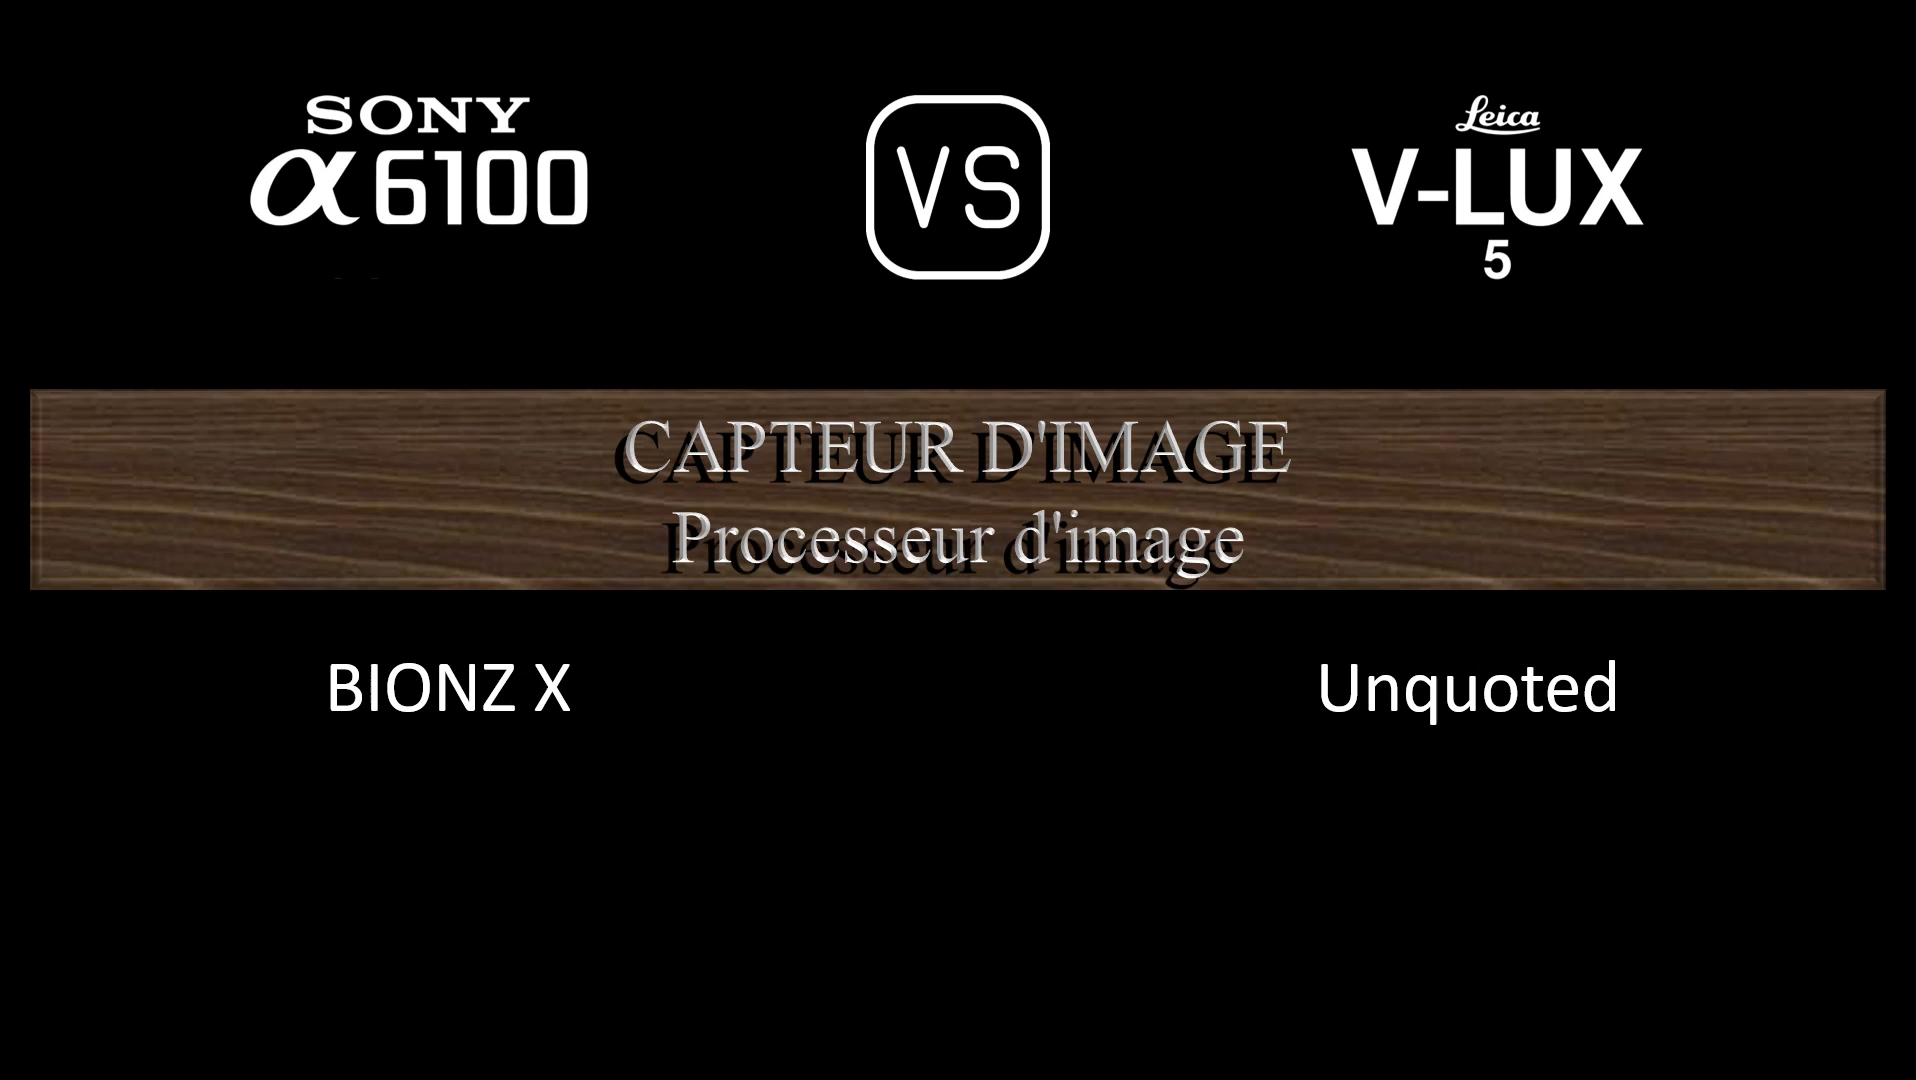 SONY
α6100
VS
Leica
V-LUX
5
CAPTEUR D'IMAGE
Processeur d'image
BIONZ X
Unquoted